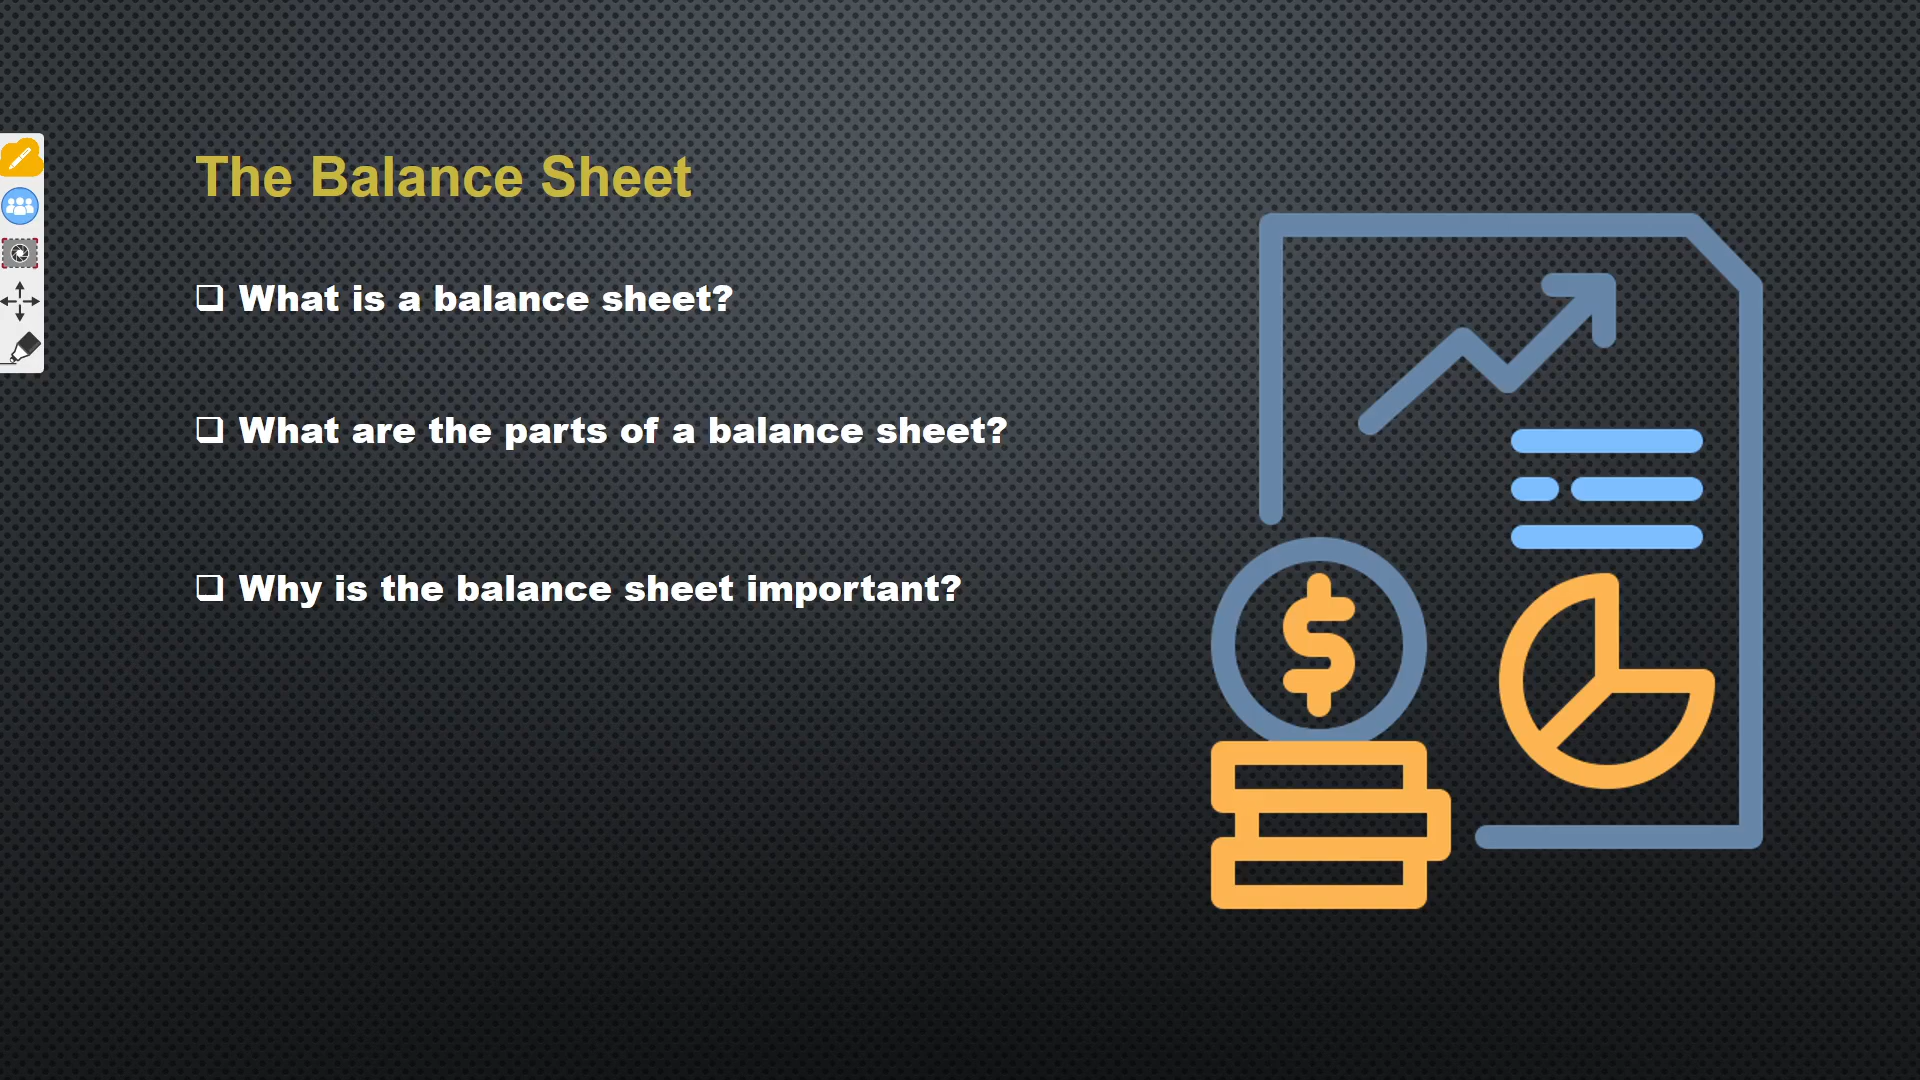 The Balance Sheet
❑ What is a balance sheet?
❑ What are the parts of a balance sheet?
❑ Why is the balance sheet important?
$